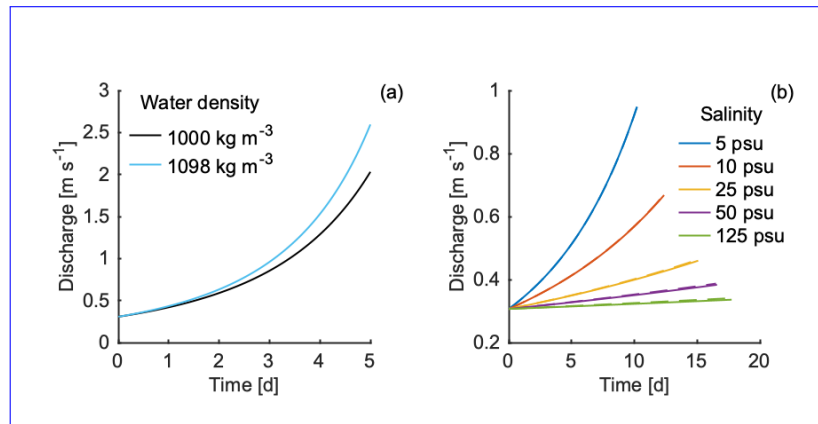 (a)
Water density
1000 kg m-3
1098 kg m-3
Discharge [m s-1]
3
2.5
2
1.5
1
0.5
0
0 1 2 3 4 5
Time [d]
(b)
Salinity
5 psu
10 psu
25 psu
50 psu
125 psu
Discharge [m s-1]
1
0.8
0.6
0.4
0.2
0 5 10 15 20
Time [d]